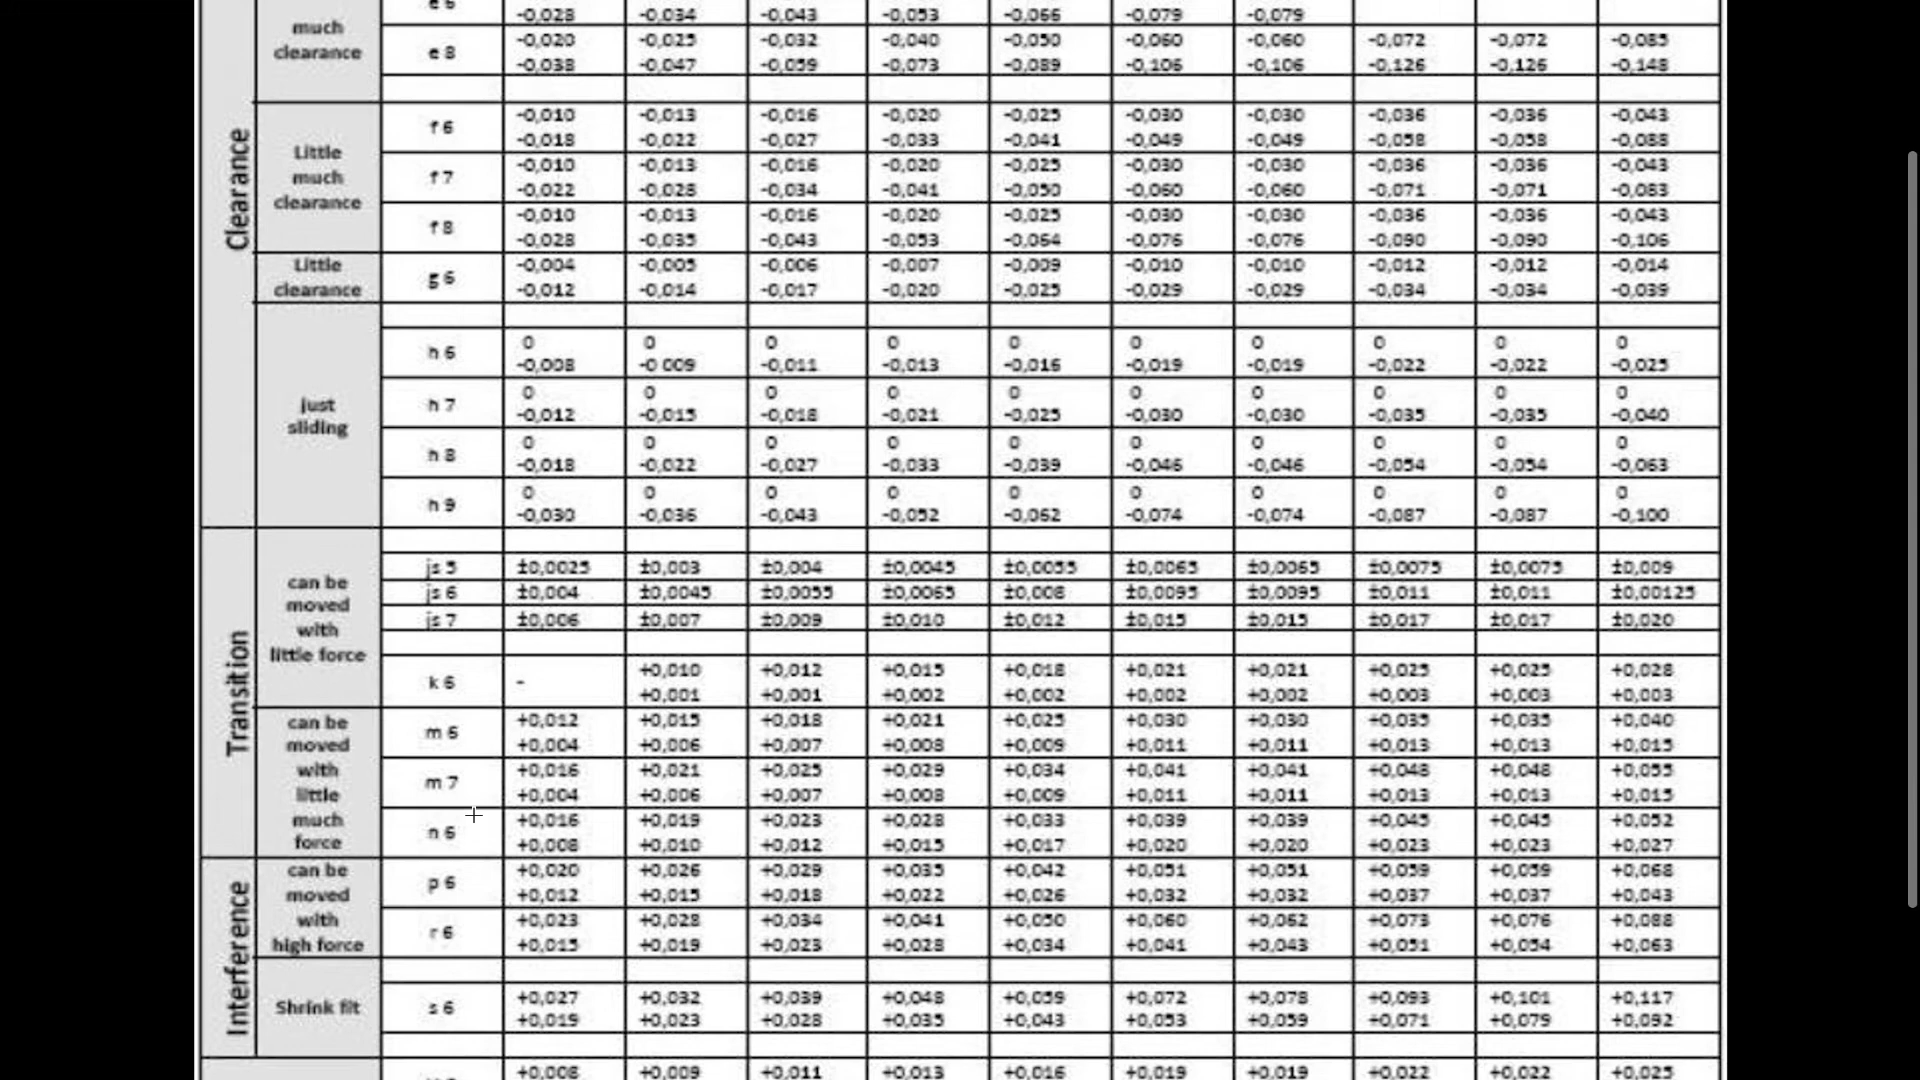 e 6
-0,028 -0,034 -0,043 -0,053 -0,066 -0,079 -0,079
much
clearance
e 8
-0,020 -0,025 -0,032 -0,040 -0,050 -0,060 -0,060 -0,072 -0,072 -0,085
-0,038 -0,047 -0,059 -0,073 -0,089 -0,106 -0,106 -0,126 -0,126 -0,148
Clearance
Little
much
clearance
f 6
-0,010 -0,013 -0,016 -0,020 -0,025 -0,030 -0,030 -0,036 -0,036 -0,043
-0,018 -0,022 -0,027 -0,033 -0,041 -0,049 -0,049 -0,058 -0,058 -0,088
f 7
-0,010 -0,013 -0,016 -0,020 -0,025 -0,030 -0,030 -0,036 -0,036 -0,043
-0,022 -0,028 -0,034 -0,041 -0,050 -0,060 -0,060 -0,071 -0,071 -0,083
f 8
-0,010 -0,013 -0,016 -0,020 -0,025 -0,030 -0,030 -0,036 -0,036 -0,043
-0,028 -0,035 -0,043 -0,053 -0,064 -0,076 -0,076 -0,090 -0,090 -0,106
Little
clearance
g 6
-0,004 -0,005 -0,006 -0,007 -0,009 -0,010 -0,010 -0,012 -0,012 -0,014
-0,012 -0,014 -0,017 -0,020 -0,025 -0,029 -0,029 -0,034 -0,034 -0,039
just
sliding
h 6
0 0 0 0 0 0 0 0 0 0
-0,008 -0 009 -0,011 -0,013 -0,016 -0,019 -0,019 -0,022 -0,022 -0,025
h 7
0 0 0 0 0 0 0 0 0 0
-0,012 -0,015 -0,018 -0,021 -0,025 -0,030 -0,030 -0,035 -0,035 -0,040
h 8
0 0 0 0 0 0 0 0 0 0
-0,018 -0,022 -0,027 -0,033 -0,039 -0,046 -0,046 -0,054 -0,054 -0,063
h 9
0 0 0 0 0 0 0 0 0 0
-0,030 -0,036 -0,043 -0,052 -0,062 -0,074 -0,074 -0,087 -0,087 -0,100
Transition
can be
moved
with
little force
js 5 ±0,0025 ±0,003 ±0,004 ±0,0045 ±0,0055 ±0,0065 ±0,0065 ±0,0075 ±0,0075 ±0,009
js 6 ±0,004 ±0,0045 ±0,0055 ±0,0065 ±0,008 ±0,0095 ±0,0095 ±0,011 ±0,011 ±0,00125
js 7 ±0,006 ±0,007 ±0,009 ±0,010 ±0,012 ±0,015 ±0,015 ±0,017 ±0,017 ±0,020
k 6
- +0,010 +0,012 +0,015 +0,018 +0,021 +0,021 +0,025 +0,025 +0,028
+0,001 +0,001 +0,002 +0,002 +0,002 +0,002 +0,003 +0,003 +0,003
can be
moved
with
little
much
force
m 6
+0,012 +0,015 +0,018 +0,021 +0,025 +0,030 +0,030 +0,035 +0,035 +0,040
+0,004 +0,006 +0,007 +0,008 +0,009 +0,011 +0,011 +0,013 +0,013 +0,015
m 7
+0,016 +0,021 +0,025 +0,029 +0,034 +0,041 +0,041 +0,048 +0,048 +0,055
+0,004 +0,006 +0,007 +0,008 +0,009 +0,011 +0,011 +0,013 +0,013 +0,015
n 6
+0,016 +0,019 +0,023 +0,028 +0,033 +0,039 +0,039 +0,045 +0,045 +0,052
+0,008 +0,010 +0,012 +0,015 +0,017 +0,020 +0,020 +0,023 +0,023 +0,027
Interference
can be
moved
with
high force
p 6
+0,020 +0,026 +0,029 +0,035 +0,042 +0,051 +0,051 +0,059 +0,059 +0,068
+0,012 +0,015 +0,018 +0,022 +0,026 +0,032 +0,032 +0,037 +0,037 +0,043
r 6
+0,023 +0,028 +0,034 +0,041 +0,050 +0,060 +0,062 +0,073 +0,076 +0,088
+0,015 +0,019 +0,023 +0,028 +0,034 +0,041 +0,043 +0,051 +0,054 +0,063
Shrink fit
s 6
+0,027 +0,032 +0,039 +0,048 +0,059 +0,072 +0,078 +0,093 +0,101 +0,117
+0,019 +0,023 +0,028 +0,035 +0,043 +0,053 +0,059 +0,071 +0,079 +0,092
+0,008 +0,009 +0,011 +0,013 +0,016 +0,019 +0,019 +0,022 +0,022 +0,025